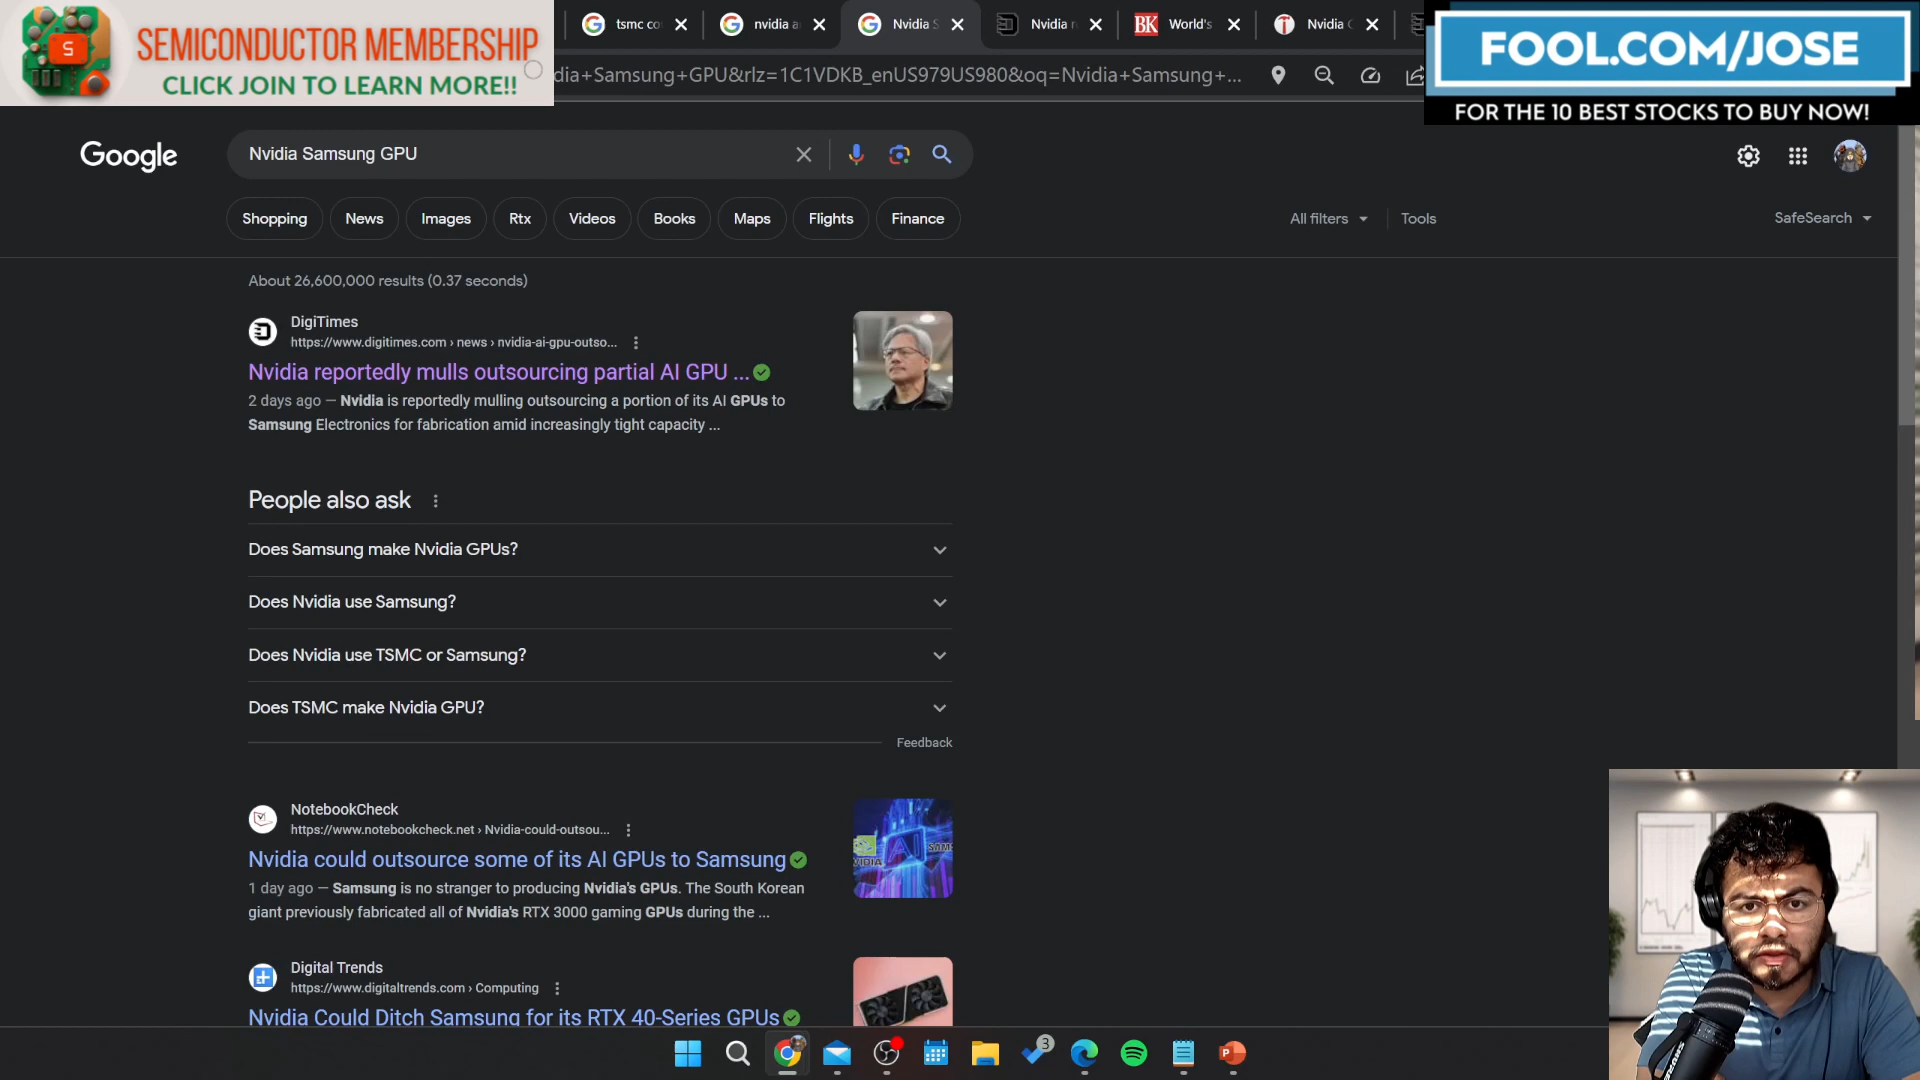 SEMICONDUCTOR MEMBERSHIP
CLICK JOIN TO LEARN MORE!!
S
tsmc co
nvidia a
Nvidia S
Nvidia r
BK World's
T Nvidia
FOOL.COM/JOSE
FOR THE 10 BEST STOCKS TO BUY NOW!
dia+Samsung+GPU&rlz=1C1VDKB_enUS979US980&oq=Nvidia+Samsung+...
Google
Nvidia Samsung GPU
Shopping
News
Images
Rtx
Videos
Books
Maps
Flights
Finance
All filters
Tools
SafeSearch
About 26,600,000 results (0.37 seconds)
DigiTimes
https://www.digitimes.com › news › nvidia-ai-gpu-outso...
Nvidia reportedly mulls outsourcing partial AI GPU ...
2 days ago — Nvidia is reportedly mulling outsourcing a portion of its AI GPUs to
Samsung Electronics for fabrication amid increasingly tight capacity ...
People also ask
Does Samsung make Nvidia GPUs?
Does Nvidia use Samsung?
Does Nvidia use TSMC or Samsung?
Does TSMC make Nvidia GPU?
Feedback
NotebookCheck
https://www.notebookcheck.net › Nvidia-could-outsou...
Nvidia could outsource some of its AI GPUs to Samsung
1 day ago — Samsung is no stranger to producing Nvidia's GPUs. The South Korean
giant previously fabricated all of Nvidia's RTX 3000 gaming GPUs during the ...
Digital Trends
https://www.digitaltrends.com › Computing
Nvidia Could Ditch Samsung for its RTX 40-Series GPUs
3